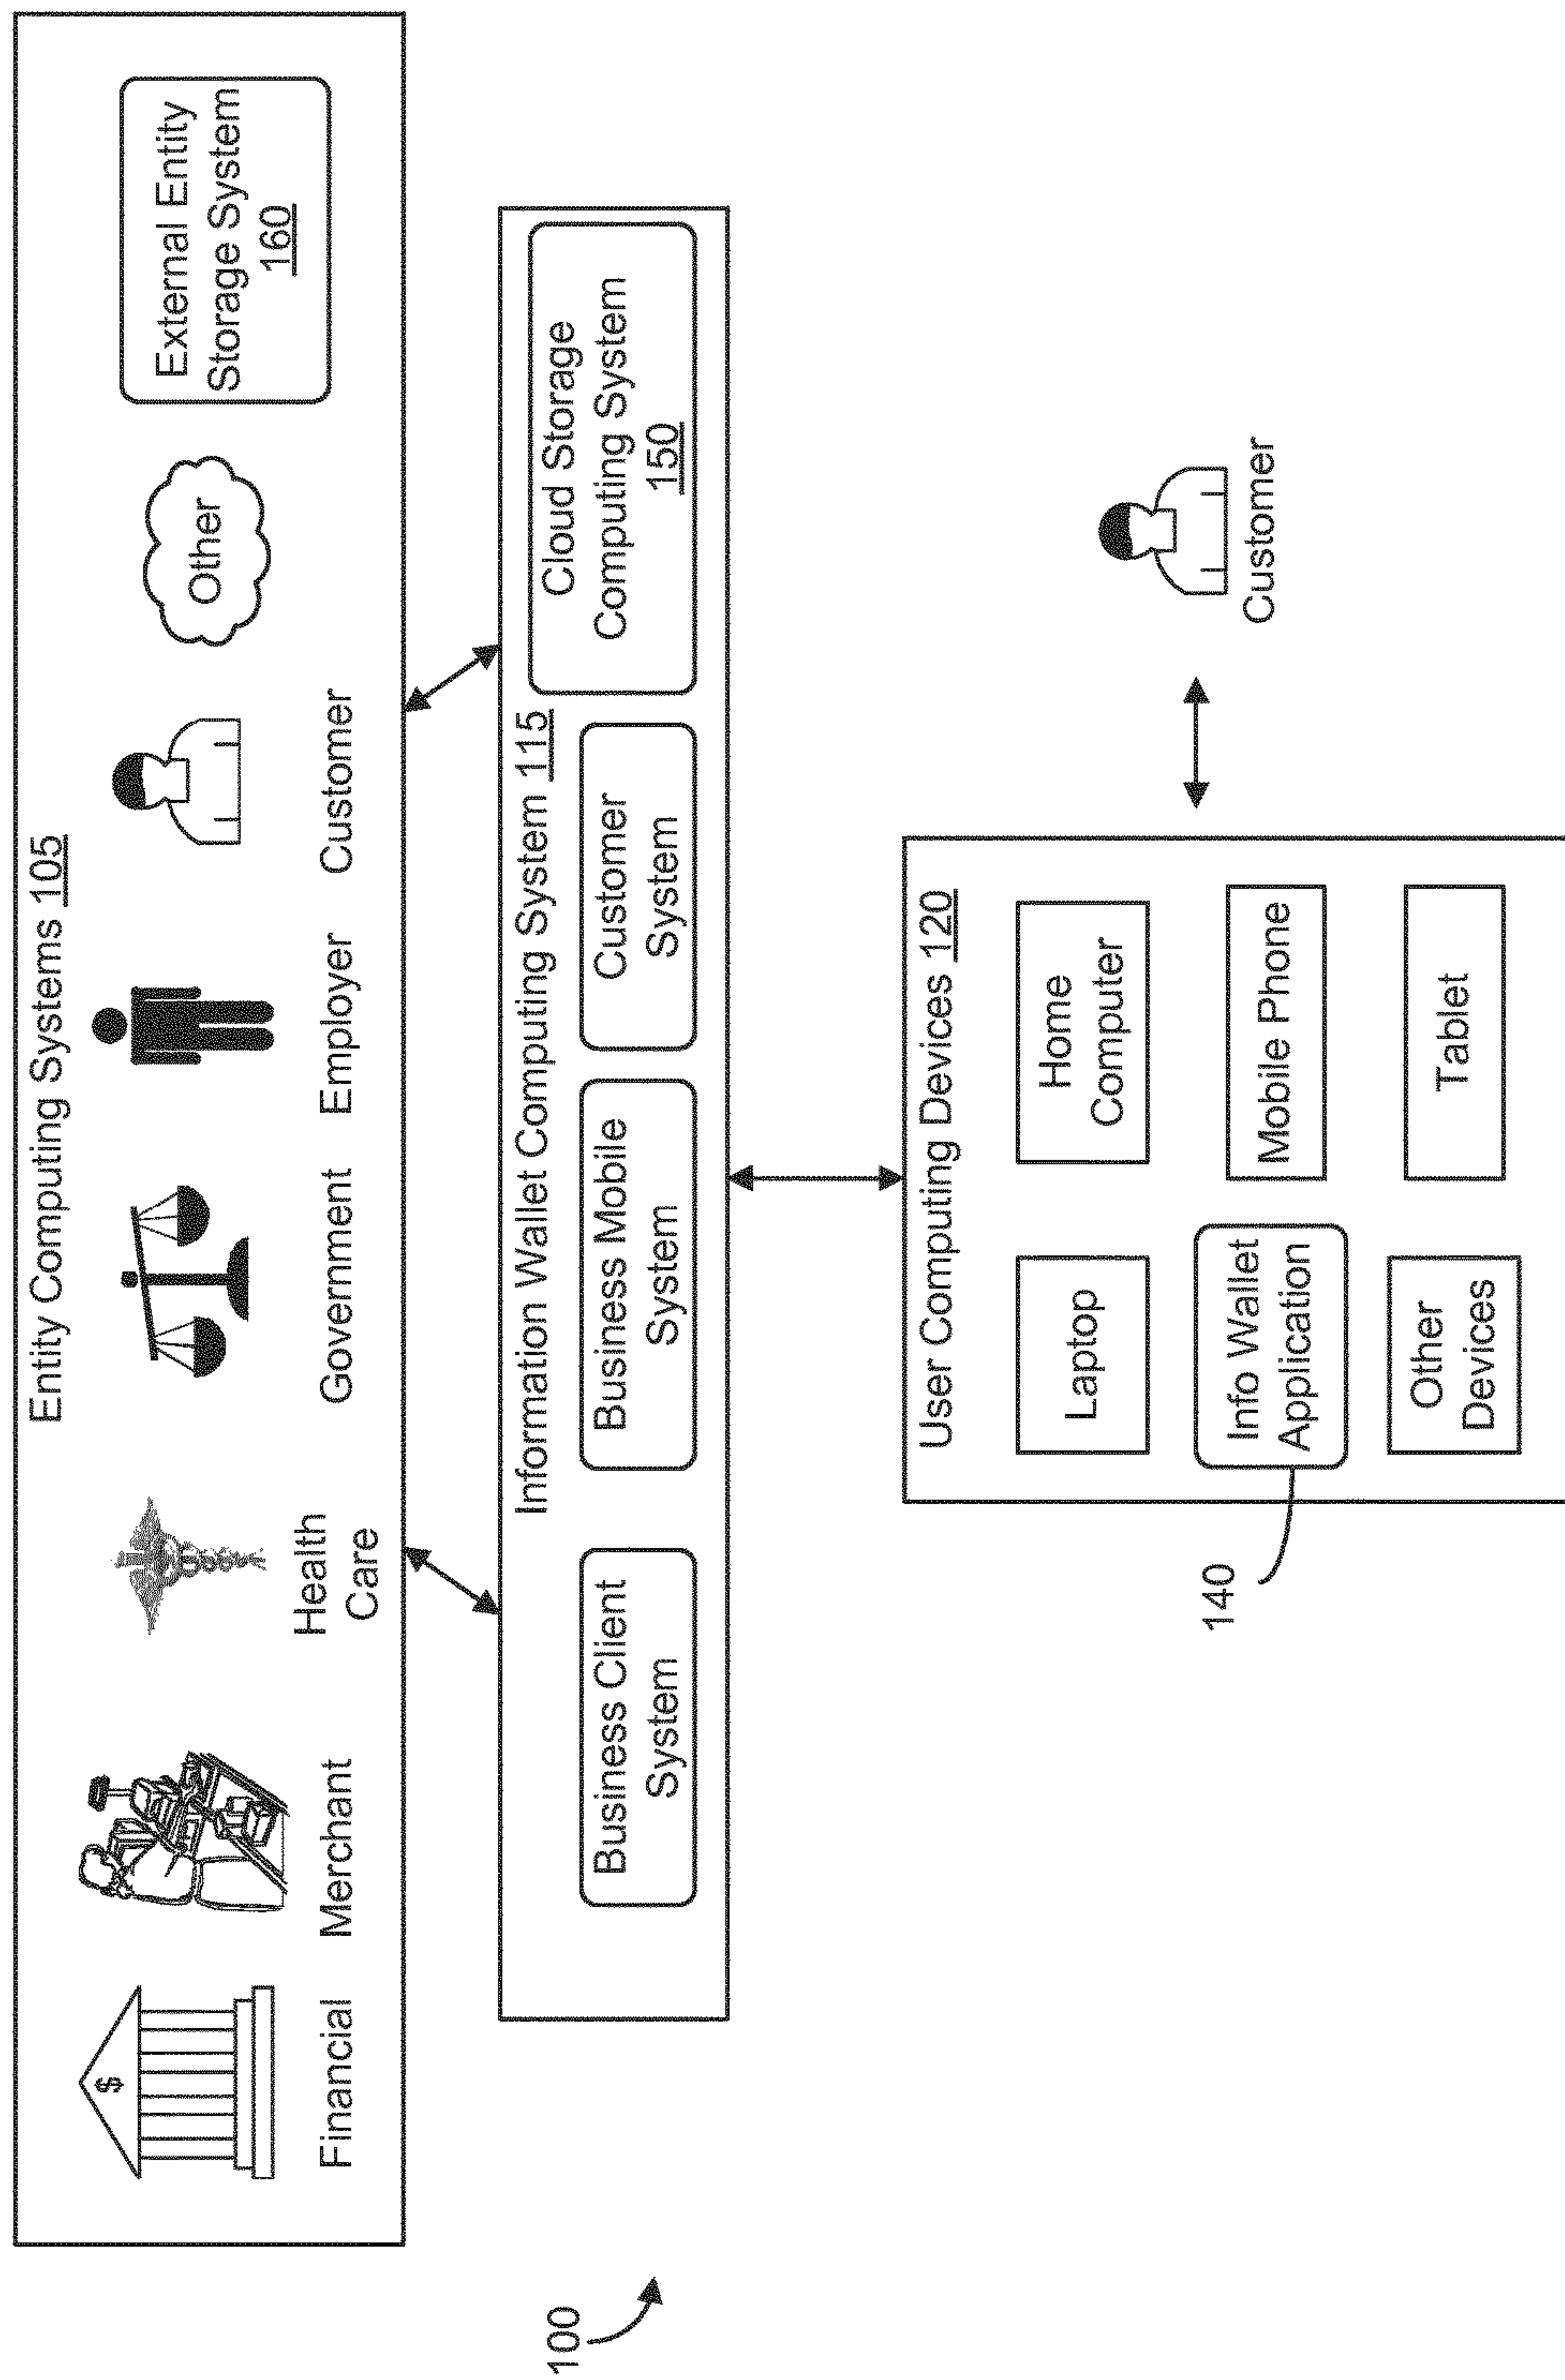 100
Entity Computing Systems 105
$
Financial
Merchant
Health
Care
Government
Employer
Customer
Other
External Entity
Storage System
160
Information Wallet Computing System 115
Business Client
System
Business Mobile
System
Customer
System
Cloud Storage
Computing System
150
User Computing Devices 120
Laptop
Home
Computer
Info Wallet
Application
Mobile Phone
Other
Devices
Tablet
140
Customer